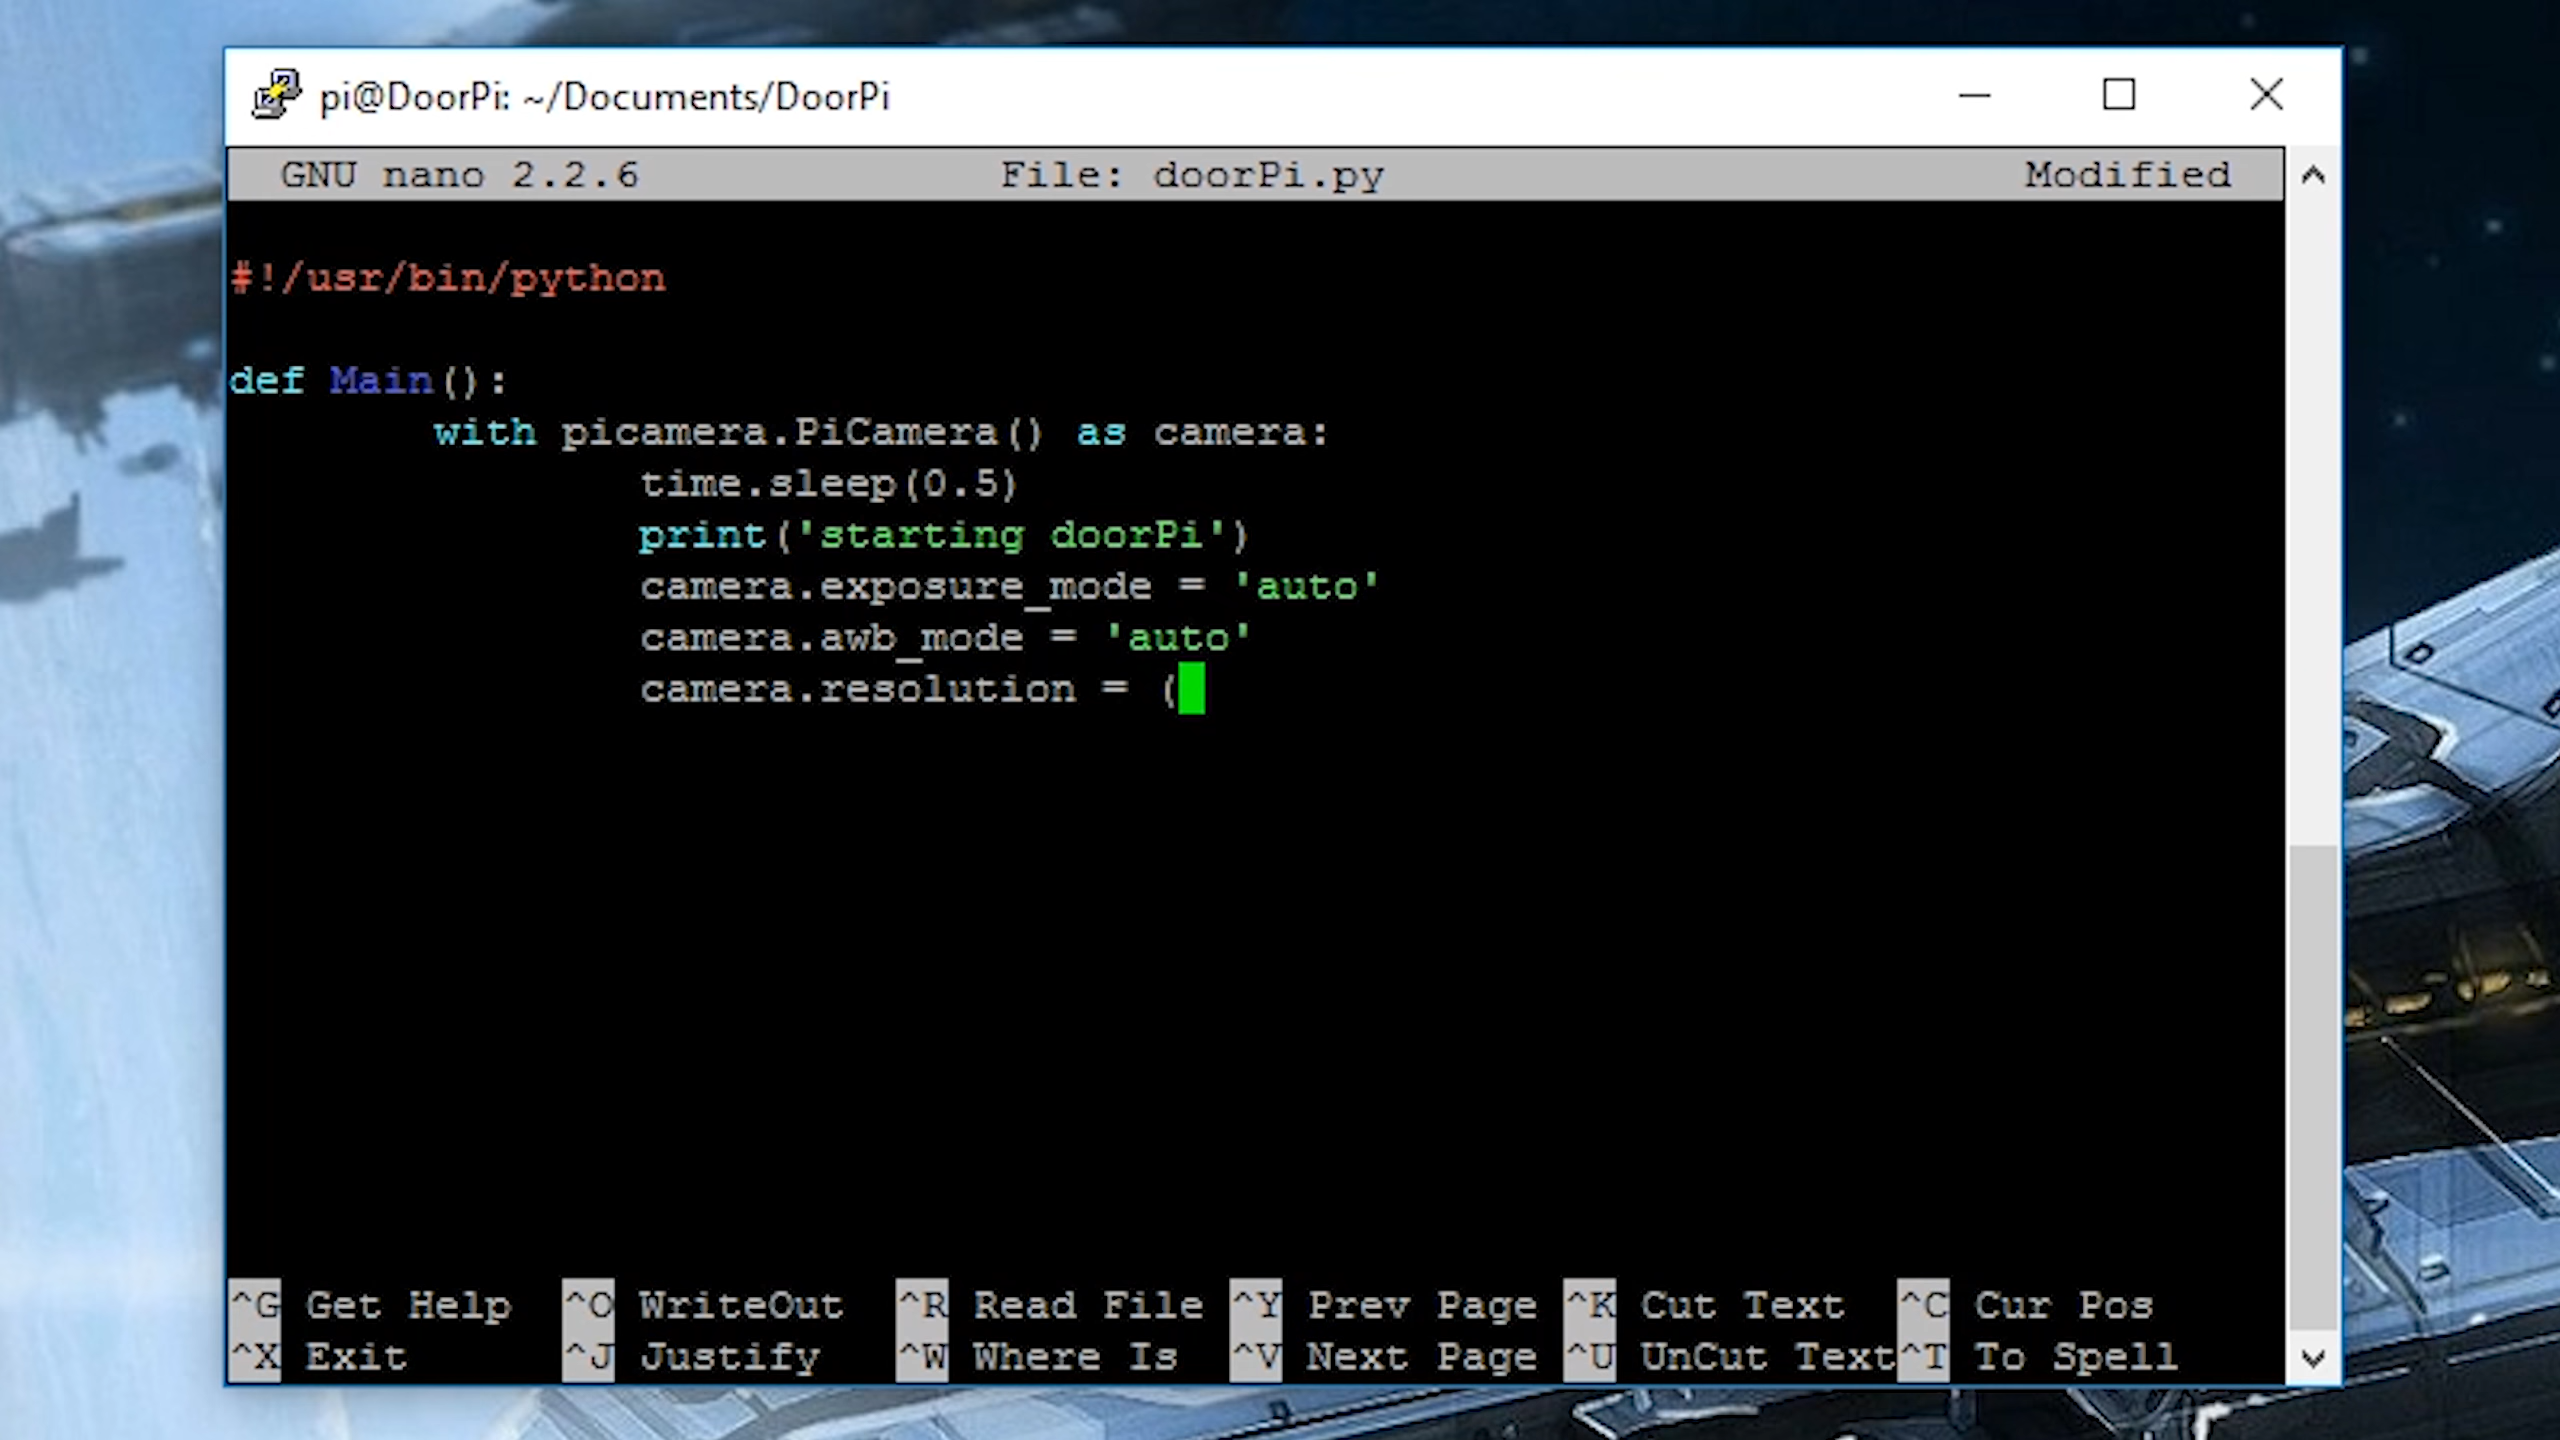 pi@DoorPi: ~/Documents/DoorPi
GNU nano 2.2.6 File: doorPi.py Modified
#!/usr/bin/python
def Main():
with picamera.PiCamera() as camera:
time.sleep(0.5)
print('starting doorPi')
camera.exposure_mode = 'auto'
camera.awb_mode = 'auto'
camera.resolution = (
^G Get Help ^O WriteOut ^R Read File ^Y Prev Page ^K Cut Text ^C Cur Pos
^X Exit ^J Justify ^W Where Is ^V Next Page ^U UnCut Text ^T To Spell